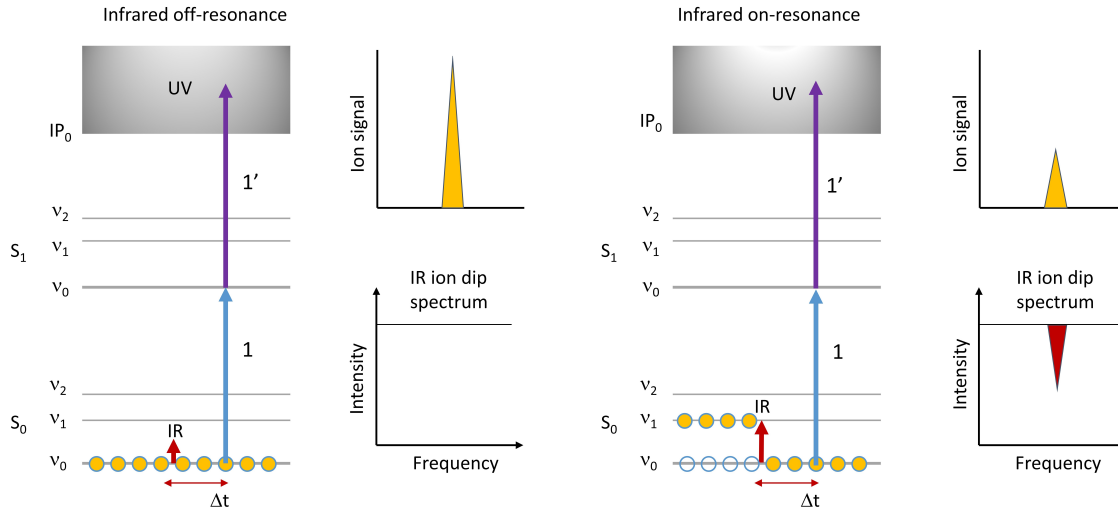 Infrared off-resonance
UV
IP0
1’
ν2
S1
ν1
ν0
1
ν2
S0
ν1
IR
ν0
Δt
Ion signal
IR ion dip
spectrum
Intensity
Frequency
Infrared on-resonance
UV
IP0
1’
ν2
S1
ν1
ν0
1
ν2
S0
ν1
IR
ν0
Δt
Ion signal
IR ion dip
spectrum
Intensity
Frequency